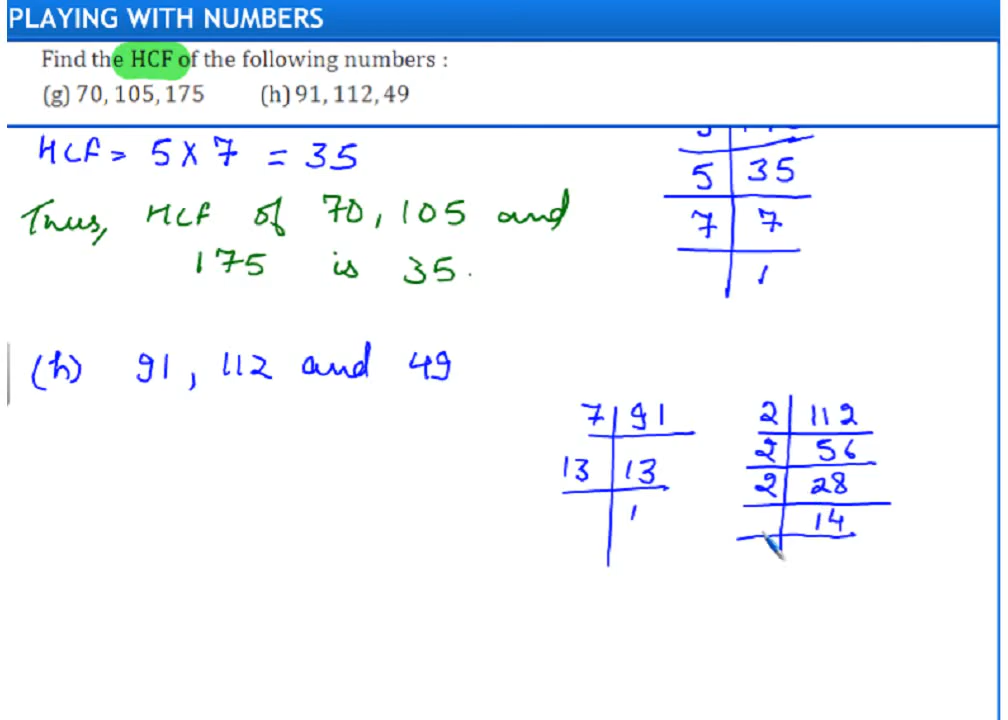 PLAYING WITH NUMBERS
Find the HCF of the following numbers :
(g) 70, 105, 175 (h) 91, 112, 49
HCF = 5 X 7 = 35
Thus, HCF of 70, 105 and
175 is 35.
5 35
7 7
1
(h) 91, 112 and 49
7 91
13 13
1
2 112
2 56
2 28
14